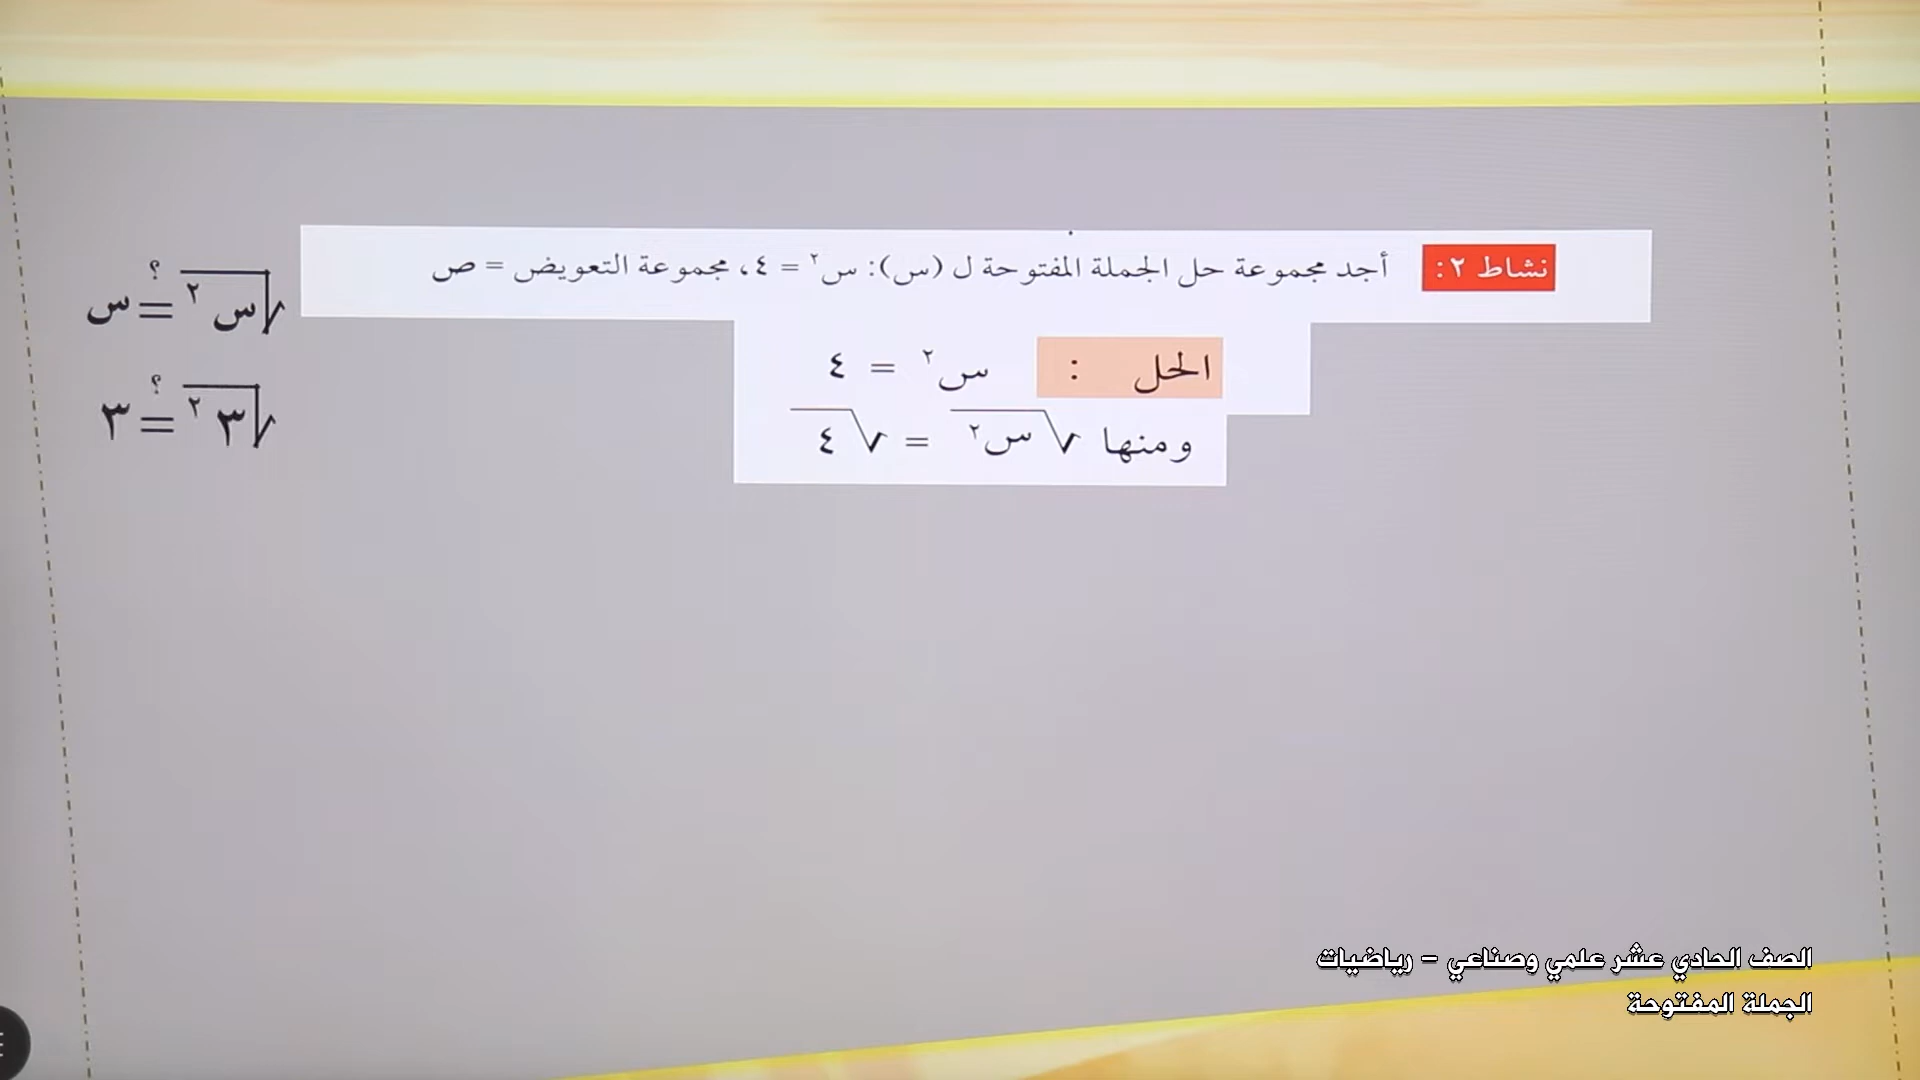 نشاط ٢: أجد مجموعة حل الجملة المفتوحة ل (س): س٢ = ٤، مجموعة التعويض = ص
الحل : س٢ = ٤
ومنها √س٢ = √٤
√س٢ ؟= س
√٣٢ ؟= ٣
الصف الحادي عشر علمي وصناعي – رياضيات
الجملة المفتوحة